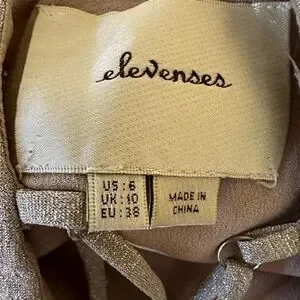 elevenses
US: 6
UK: 10
EU: 38
MADE IN
CHINA